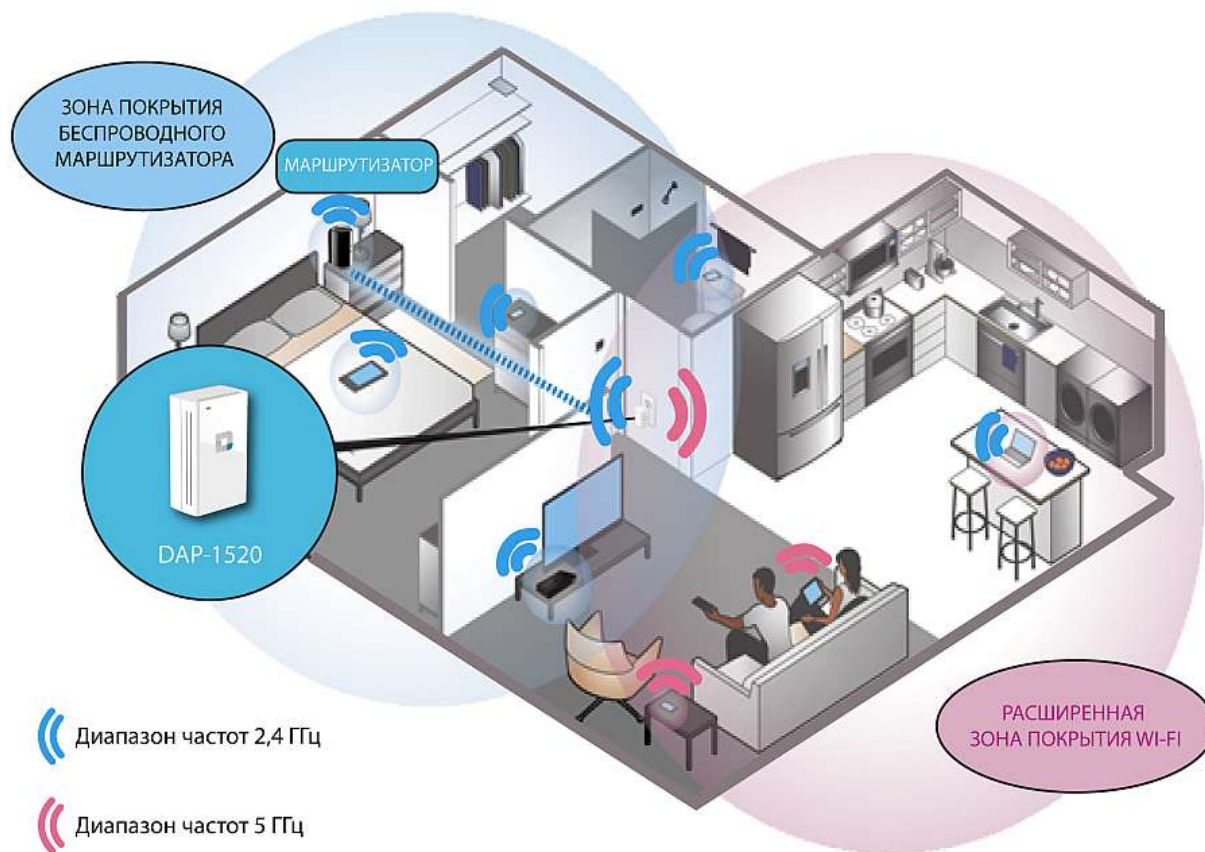 ЗОНА ПОКРЫТИЯ
БЕСПРОВОДНОГО
МАРШРУТИЗАТОРА
МАРШРУТИЗАТОР
DAP-1520
РАСШИРЕННАЯ
ЗОНА ПОКРЫТИЯ WI-FI
Диапазон частот 2,4 ГГц
Диапазон частот 5 ГГц